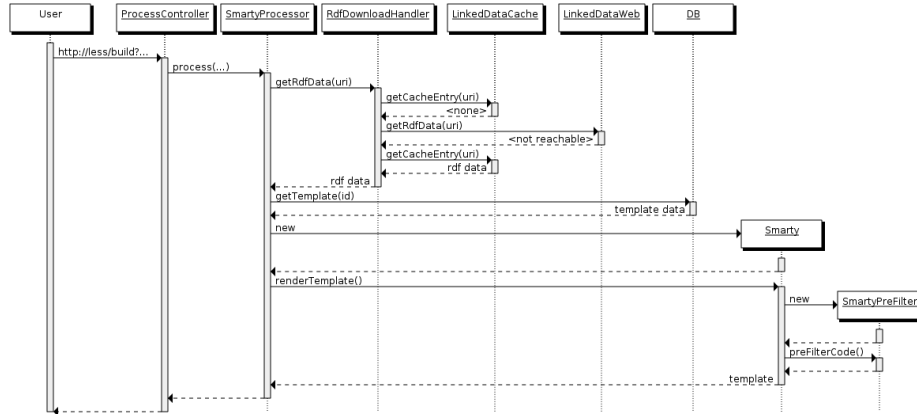 User
ProcessController
SmartyProcessor
RdfDownloadHandler
LinkedDataCache
LinkedDataWeb
DB
http://less/build?...
process(...)
getRdfData(uri)
getCacheEntry(uri)
<none>
getRdfData(uri)
<not reachable>
getCacheEntry(uri)
rdf data
rdf data
getTemplate(id)
template data
new
Smarty
renderTemplate()
new
SmartyPreFilter
preFilterCode()
template